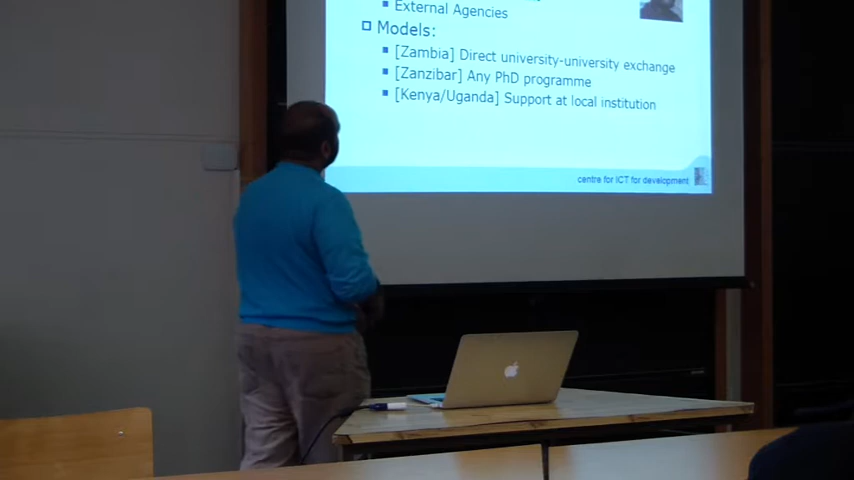 External Agencies
Models:
[Zambia] Direct university-university exchange
[Zanzibar] Any PhD programme
[Kenya/Uganda] Support at local institution
centre for ICT for development